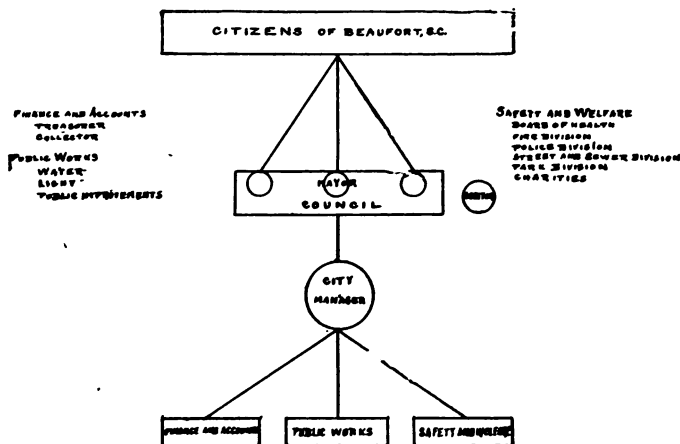 CITIZENS OF BEAUFORT, S.C.
FINANCE AND ACCOUNTS
TREASURER
COLLECTOR
PUBLIC WORKS
WATER
LIGHT
PUBLIC IMPROVEMENTS
SAFETY AND WELFARE
BOARD OF HEALTH
FIRE DIVISION
POLICE DIVISION
STREET AND SEWER DIVISION
PARK DIVISION
CHARITIES
MAYOR
COUNCIL
CITY
MANAGER
FINANCE AND ACCOUNTS
PUBLIC WORKS
SAFETY AND WELFARE